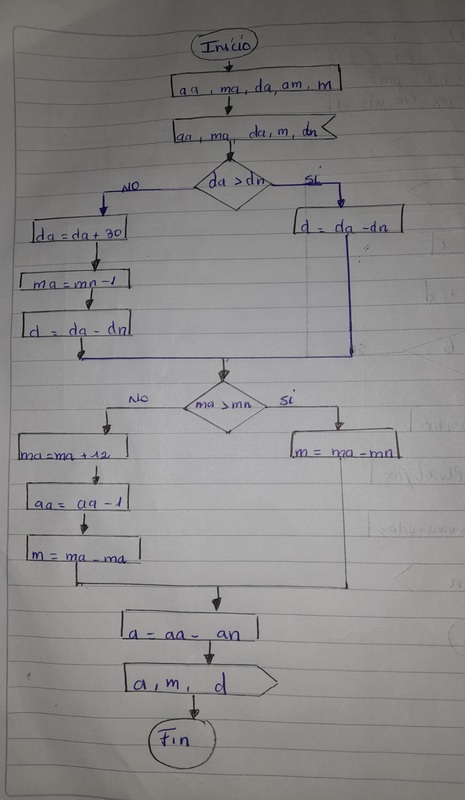 Inicio
aa, ma, da, am, m
aa, ma, da, m, dn
da > dn
NO
Si
da = da + 30
d = da - dn
ma = mn - 1
d = da - dn
ma > mn
NO
Si
ma = ma + 12
m = ma - mn
aa = aa - 1
m = ma - ma
a = aa - an
a, m, d
Fin